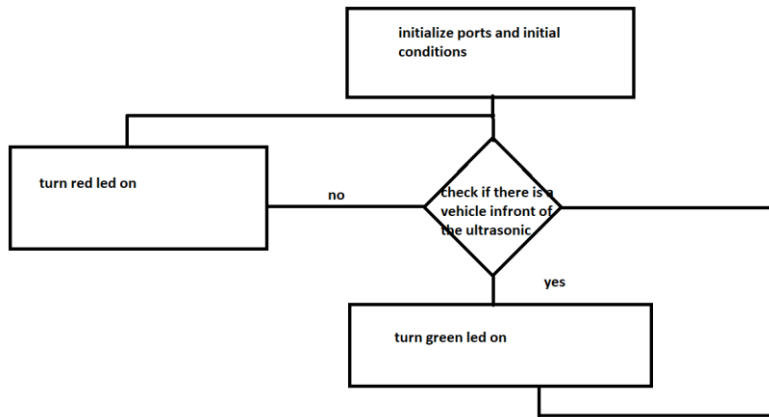 initialize ports and initial
conditions
turn red led on
no
check if there is a
vehicle infront of
the ultrasonic
yes
turn green led on